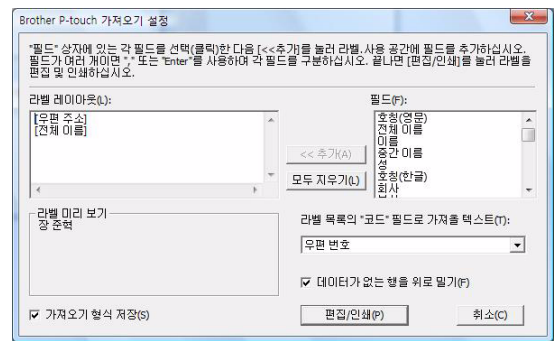 Brother P-touch 가져오기 설정
"필드" 상자에 있는 각 필드를 선택(클릭)한 다음 [<<추가]를 눌러 라벨.사용 공간에 필드를 추가하십시오.
필드가 여러 개이면 "," 또는 "Enter"를 사용하여 각 필드를 구분하십시오. 끝나면 [편집/인쇄]를 눌러 라벨을
편집 및 인쇄하십시오.
라벨 레이아웃(L):
[우편 주소]
[전체 이름]
<< 추가(A)
모두 지우기(L)
필드(F):
호칭(영문)
전체 이름
이름
중간 이름
성
호칭(한글)
회사
라벨 미리 보기
장 준혁
라벨 목록의 "코드" 필드로 가져올 텍스트(T):
우편 번호
데이터가 없는 행을 위로 밀기(F)
가져오기 형식 저장(S)
편집/인쇄(P)
취소(C)